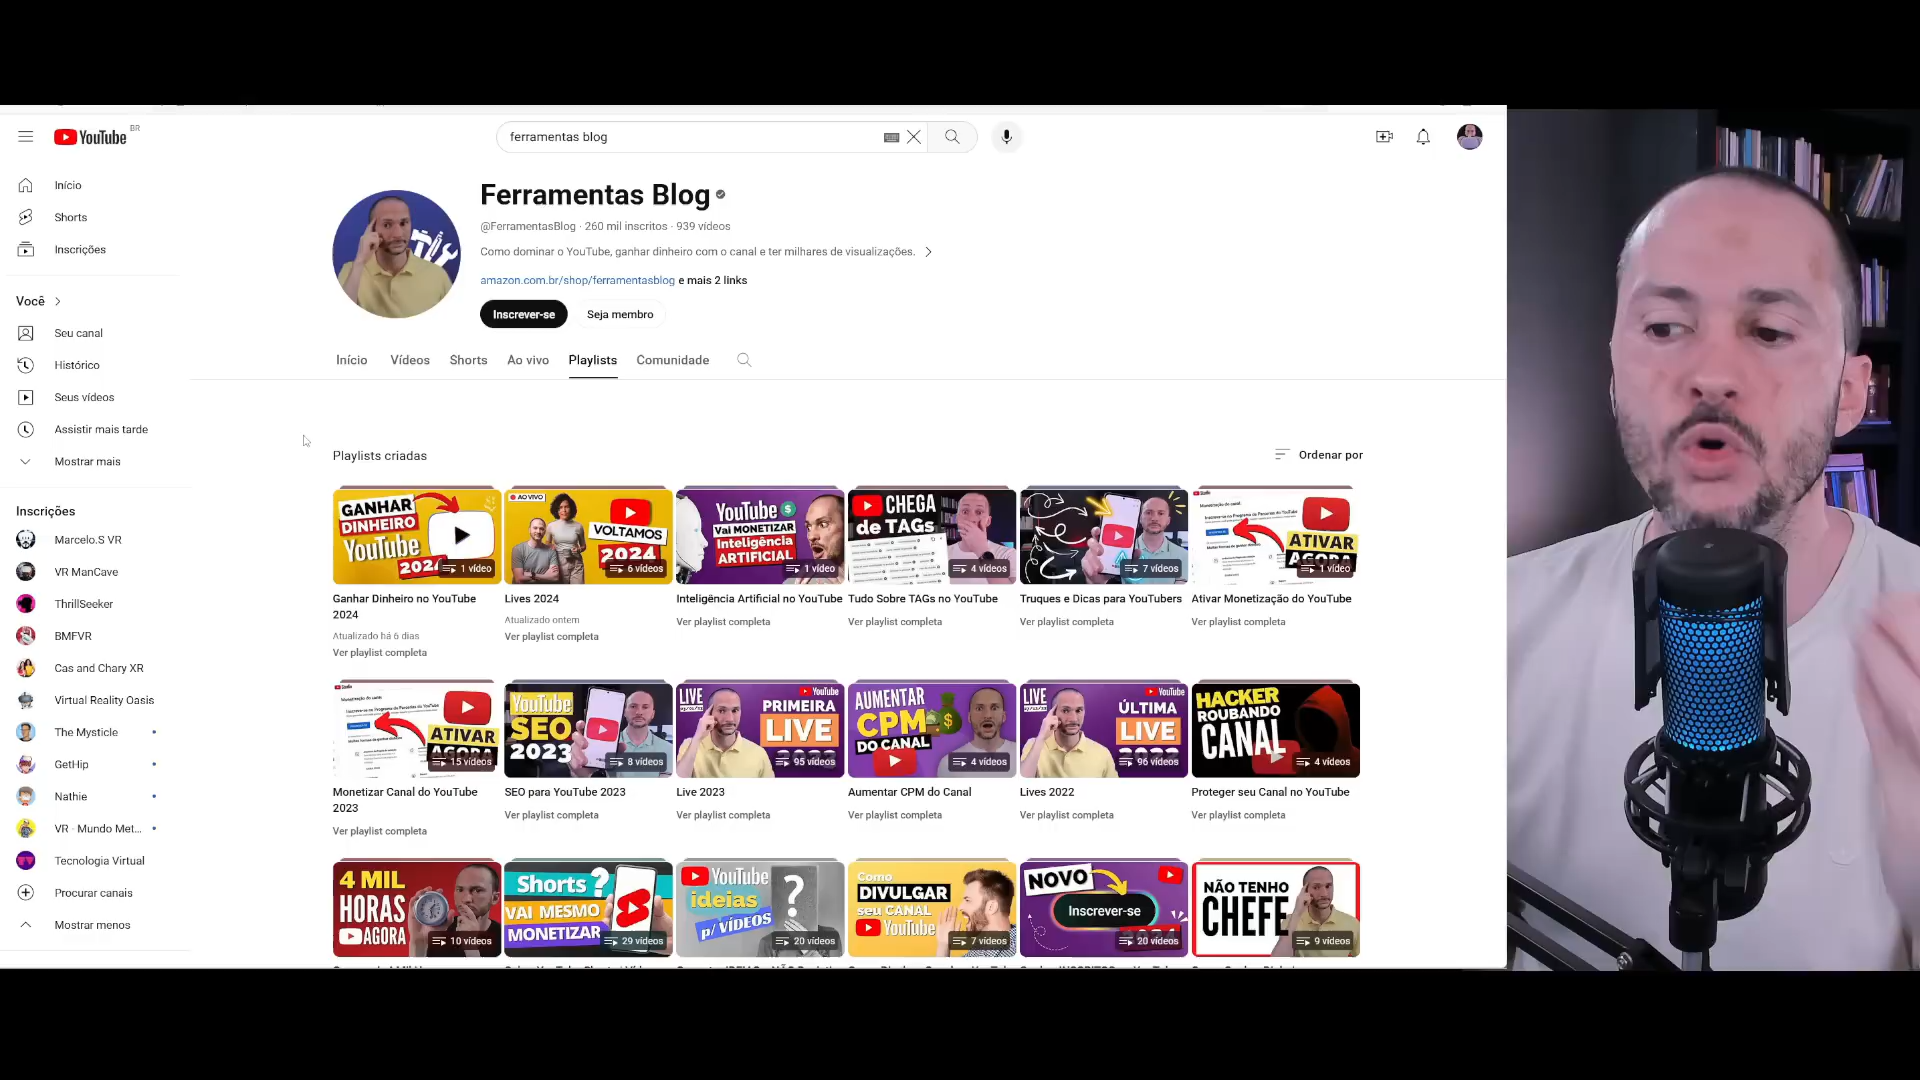 YouTube BR
ferramentas blog
Início
Shorts
Inscrições
Você
Seu canal
Histórico
Seus vídeos
Assistir mais tarde
Mostrar mais
Inscrições
Marcelo.S VR
VR ManCave
ThrillSeeker
BMFVR
Cas and Chary XR
Virtual Reality Oasis
The Mysticle
GetHip
Nathie
VR - Mundo Met...
Tecnologia Virtual
Procurar canais
Mostrar menos
Ferramentas Blog
@FerramentasBlog · 260 mil inscritos · 939 vídeos
Como dominar o YouTube, ganhar dinheiro com o canal e ter milhares de visualizações.
amazon.com.br/shop/ferramentasblog e mais 2 links
Inscrever-se
Seja membro
Início Vídeos Shorts Ao vivo Playlists Comunidade
Playlists criadas
Ordenar por
GANHAR
DINHEIRO
YouTube
1 vídeo
Ganhar Dinheiro no YouTube
2024
Atualizado há 6 dias
Ver playlist completa
AO VIVO
VOLTAMOS
2024
6 vídeos
Lives 2024
Atualizado ontem
Ver playlist completa
YouTube
Vai MONETIZAR
Inteligência
ARTIFICIAL
1 vídeo
Inteligência Artificial no YouTube
Ver playlist completa
CHEGA
de TAGs
4 vídeos
Tudo Sobre TAGs no YouTube
Ver playlist completa
7 vídeos
Truques e Dicas para YouTubers
Ver playlist completa
ATIVAR
AGORA
1 vídeo
Ativar Monetização do YouTube
Ver playlist completa
ATIVAR
AGORA
15 vídeos
Monetizar Canal do YouTube
2023
Ver playlist completa
YouTube
SEO
2023
8 vídeos
SEO para YouTube 2023
Ver playlist completa
LIVE
YouTube
PRIMEIRA
LIVE
2023
95 vídeos
Live 2023
Ver playlist completa
AUMENTAR
CPM
DO CANAL
4 vídeos
Aumentar CPM do Canal
Ver playlist completa
LIVE
YouTube
ÚLTIMA
LIVE
96 vídeos
Lives 2022
Ver playlist completa
HACKER
ROUBANDO
CANAL
4 vídeos
Proteger seu Canal no YouTube
Ver playlist completa
4 MIL
HORAS
AGORA
10 vídeos
Shorts?
VAI MESMO
MONETIZAR
29 vídeos
YouTube
ideias
p/ VÍDEOS
20 vídeos
Como
DIVULGAR
seu CANAL
YouTube
7 vídeos
NOVO
Inscrever-se
20 vídeos
NÃO TENHO
CHEFE
9 vídeos